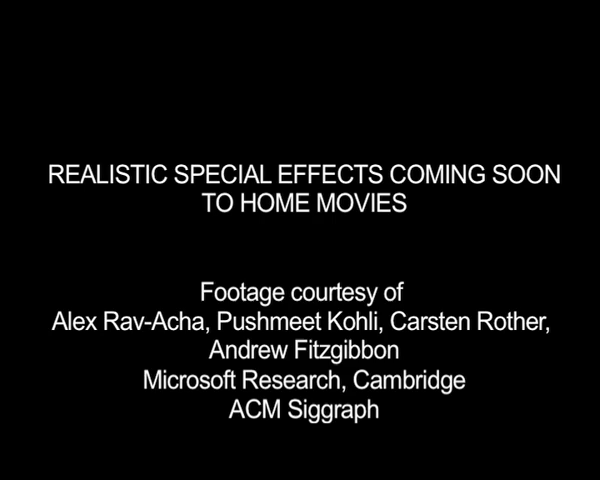 REALISTIC SPECIAL EFFECTS COMING SOON
TO HOME MOVIES
Footage courtesy of
Alex Rav-Acha, Pushmeet Kohli, Carsten Rother,
Andrew Fitzgibbon
Microsoft Research, Cambridge
ACM Siggraph